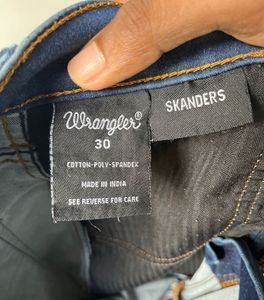 Wrangler®
30
COTTON-POLY-SPANDEX
MADE IN INDIA
SEE REVERSE FOR CARE
SKANDERS